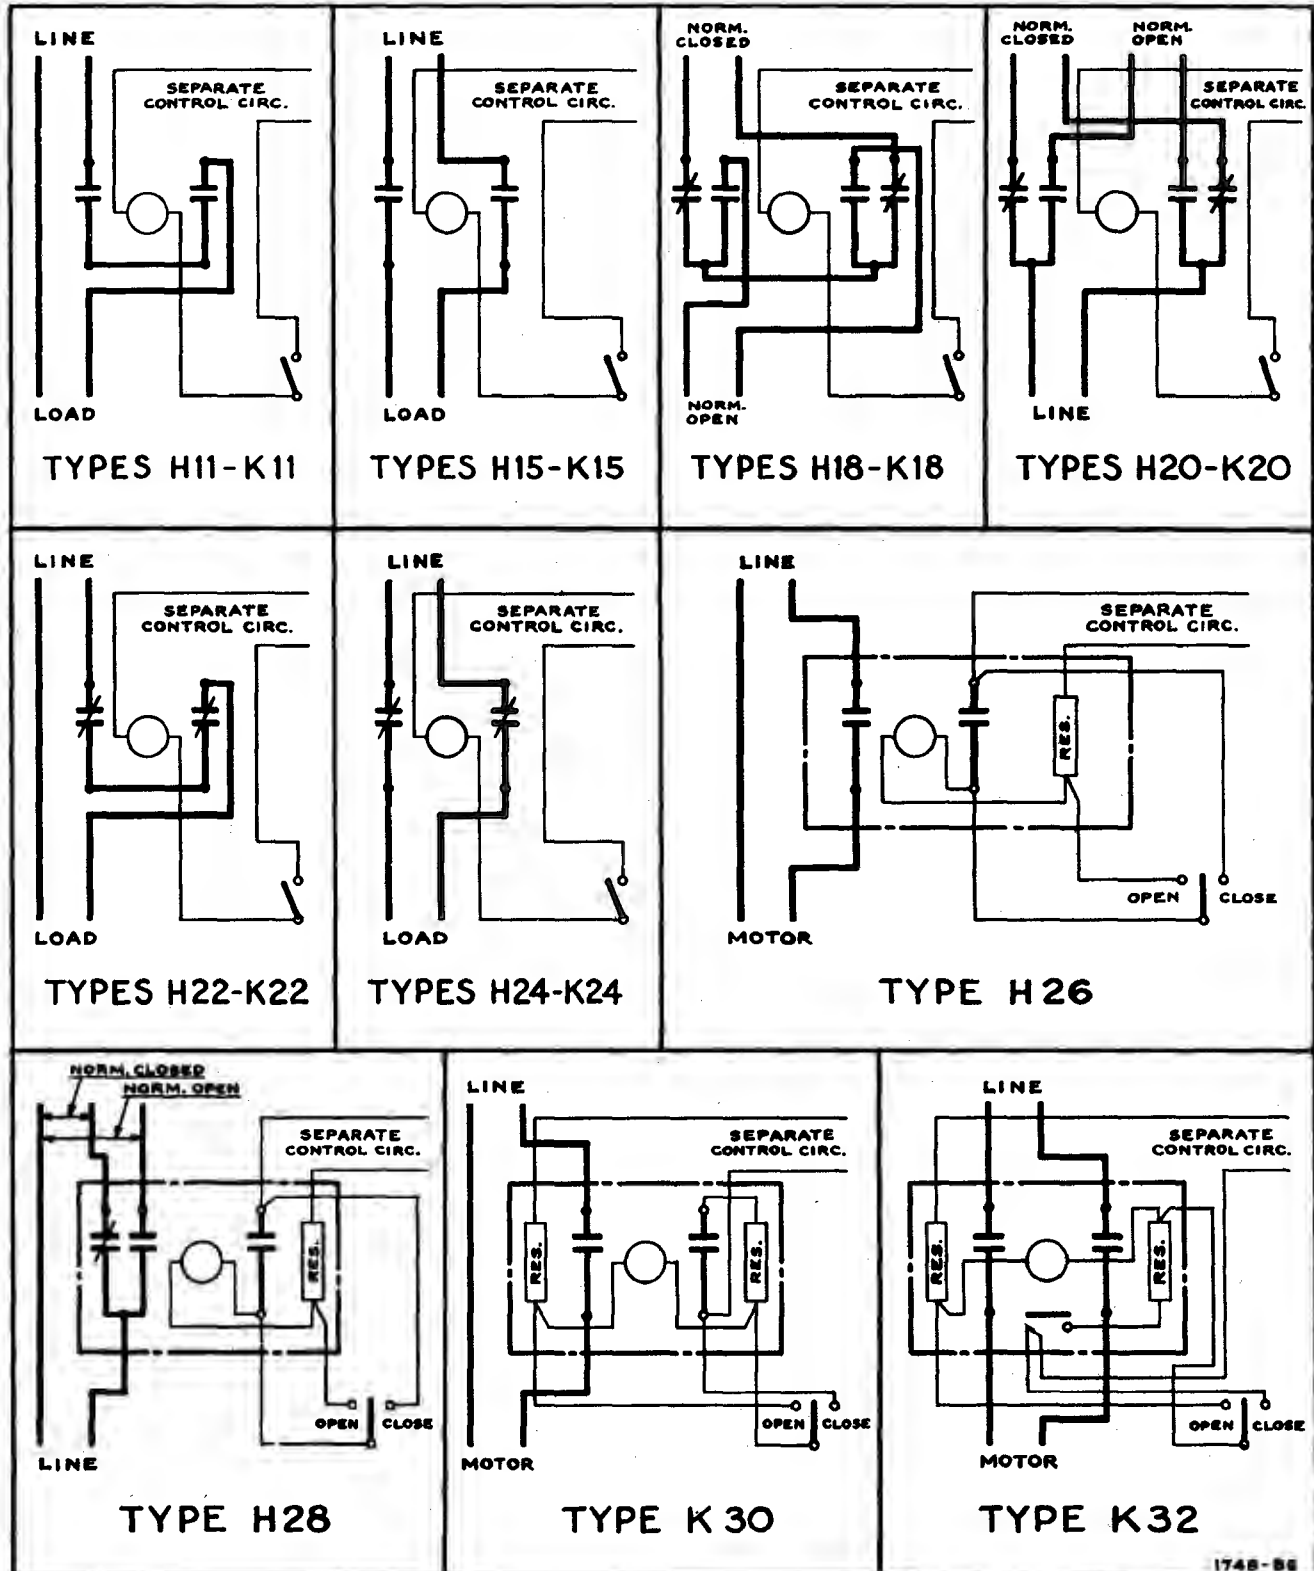 LINE
SEPARATE
CONTROL CIRC.
LOAD
TYPES H11-K11
LINE
SEPARATE
CONTROL CIRC.
LOAD
TYPES H15-K15
NORM.
CLOSED
SEPARATE
CONTROL CIRC.
NORM.
OPEN
TYPES H18-K18
NORM.
CLOSED
NORM.
OPEN
SEPARATE
CONTROL CIRC.
LINE
TYPES H20-K20
LINE
SEPARATE
CONTROL CIRC.
LOAD
TYPES H22-K22
LINE
SEPARATE
CONTROL CIRC.
LOAD
TYPES H24-K24
LINE
SEPARATE
CONTROL CIRC.
RES.
OPEN
CLOSE
MOTOR
TYPE H26
NORM. CLOSED
NORM. OPEN
SEPARATE
CONTROL CIRC.
RES.
OPEN
CLOSE
LINE
TYPE H28
LINE
SEPARATE
CONTROL CIRC.
RES.
RES.
OPEN
CLOSE
MOTOR
TYPE K30
LINE
SEPARATE
CONTROL CIRC.
RES.
RES.
OPEN
CLOSE
MOTOR
TYPE K32